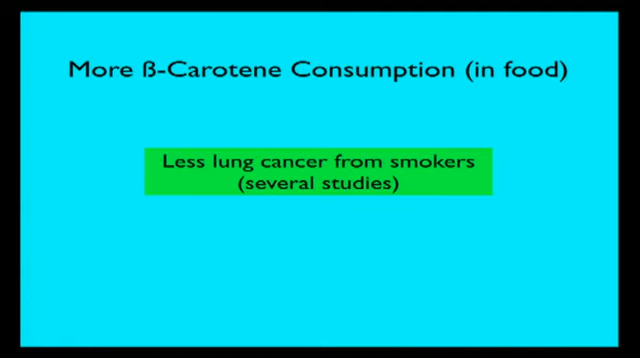 More ß-Carotene Consumption (in food)
Less lung cancer from smokers
(several studies)